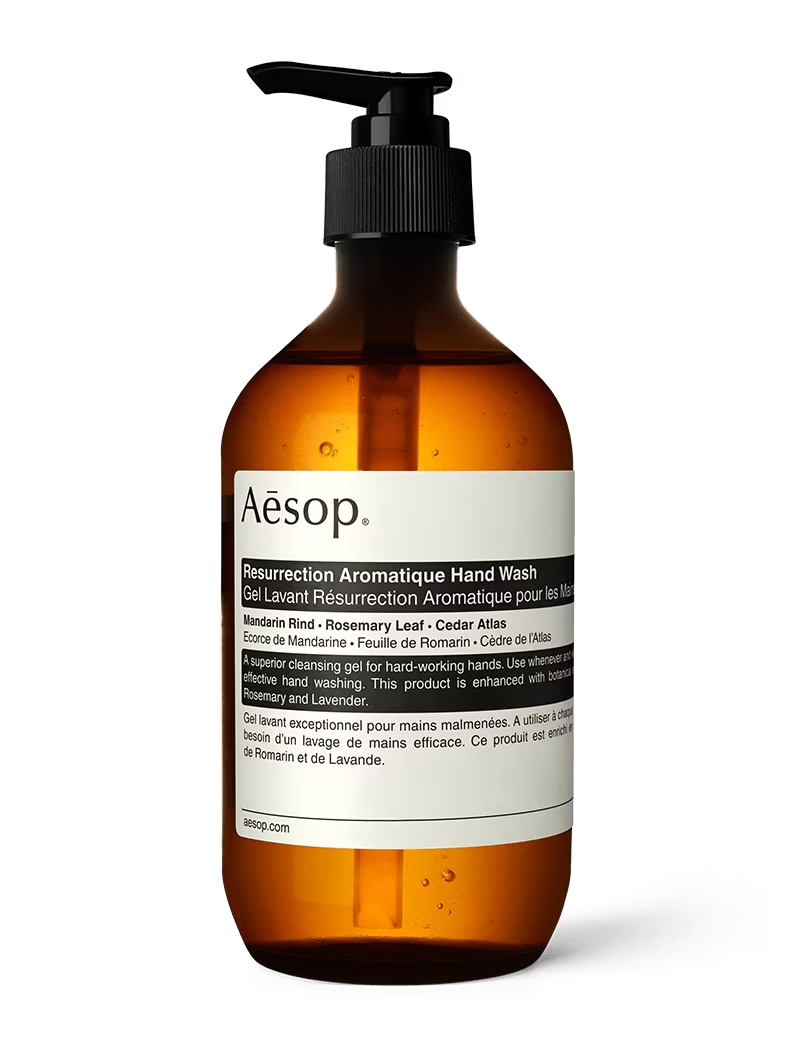 Aēsop®
Resurrection Aromatique Hand Wash
Gel Lavant Résurrection Aromatique pour les Mains
Mandarin Rind • Rosemary Leaf • Cedar Atlas
Ecorce de Mandarine • Feuille de Romarin • Cèdre de l'Atlas
A superior cleansing gel for hard-working hands. Use whenever and
effective hand washing. This product is enhanced with botanical
Rosemary and Lavender.
Gel lavant exceptionnel pour mains malmenées. A utiliser à
besoin d'un lavage de mains efficace. Ce produit est enrichi
de Romarin et de Lavande.
aesop.com